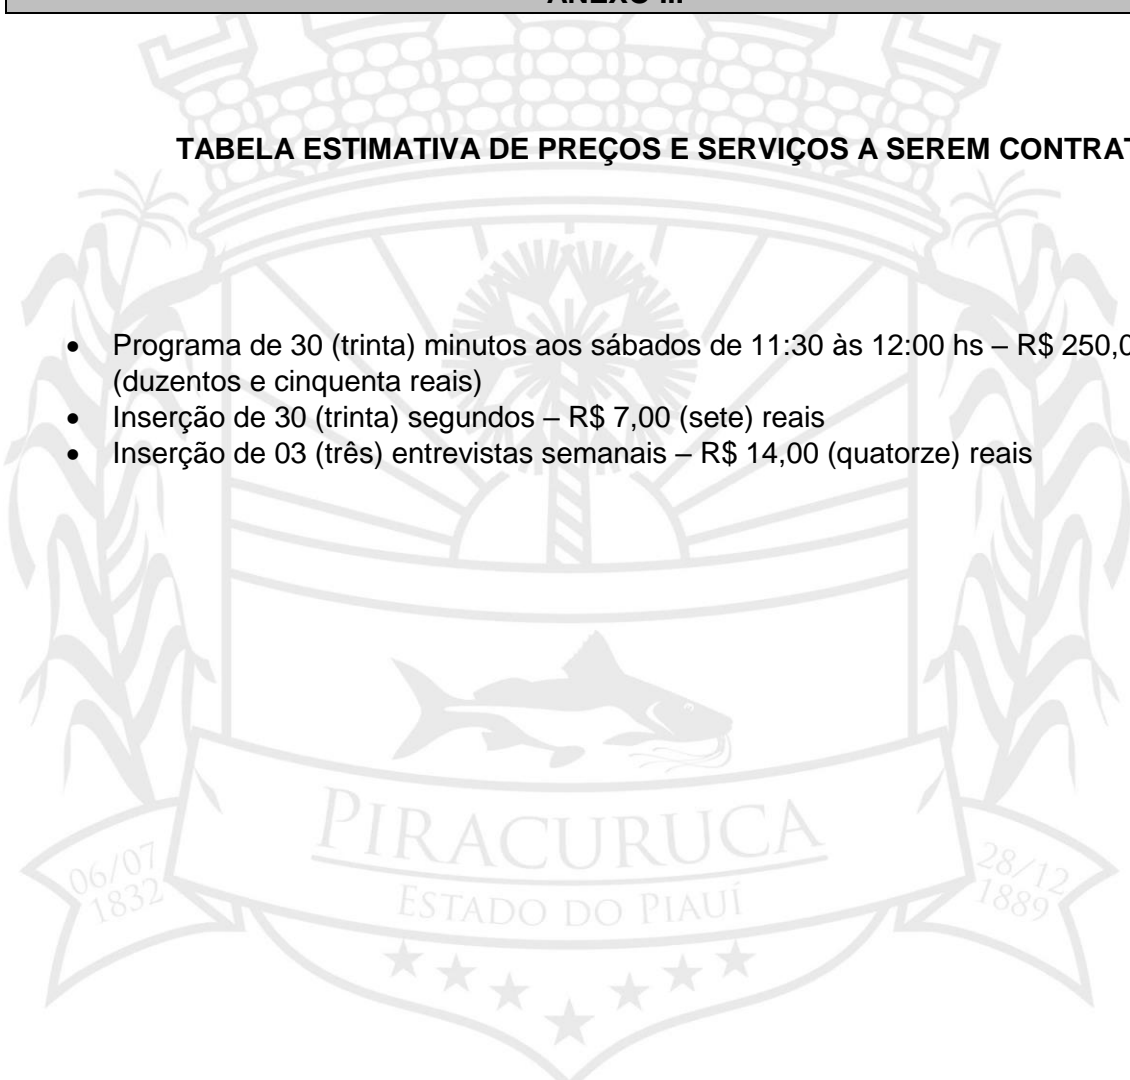 TABELA ESTIMATIVA DE PREÇOS E SERVIÇOS A SEREM
• Programa de 30 (trinta) minutos aos sábados de 11:30 às 12:00 hs – R$ 250,0
(duzentos e cinquenta reais)
• Inserção de 30 (trinta) segundos – R$ 7,00 (sete) reais
• Inserção de 03 (três) entrevistas semanais – R$ 14,00 (quatorze) reais
PIRACURUCA
06/07
1832
28/12
1889
ESTADO DO PIAUÍ